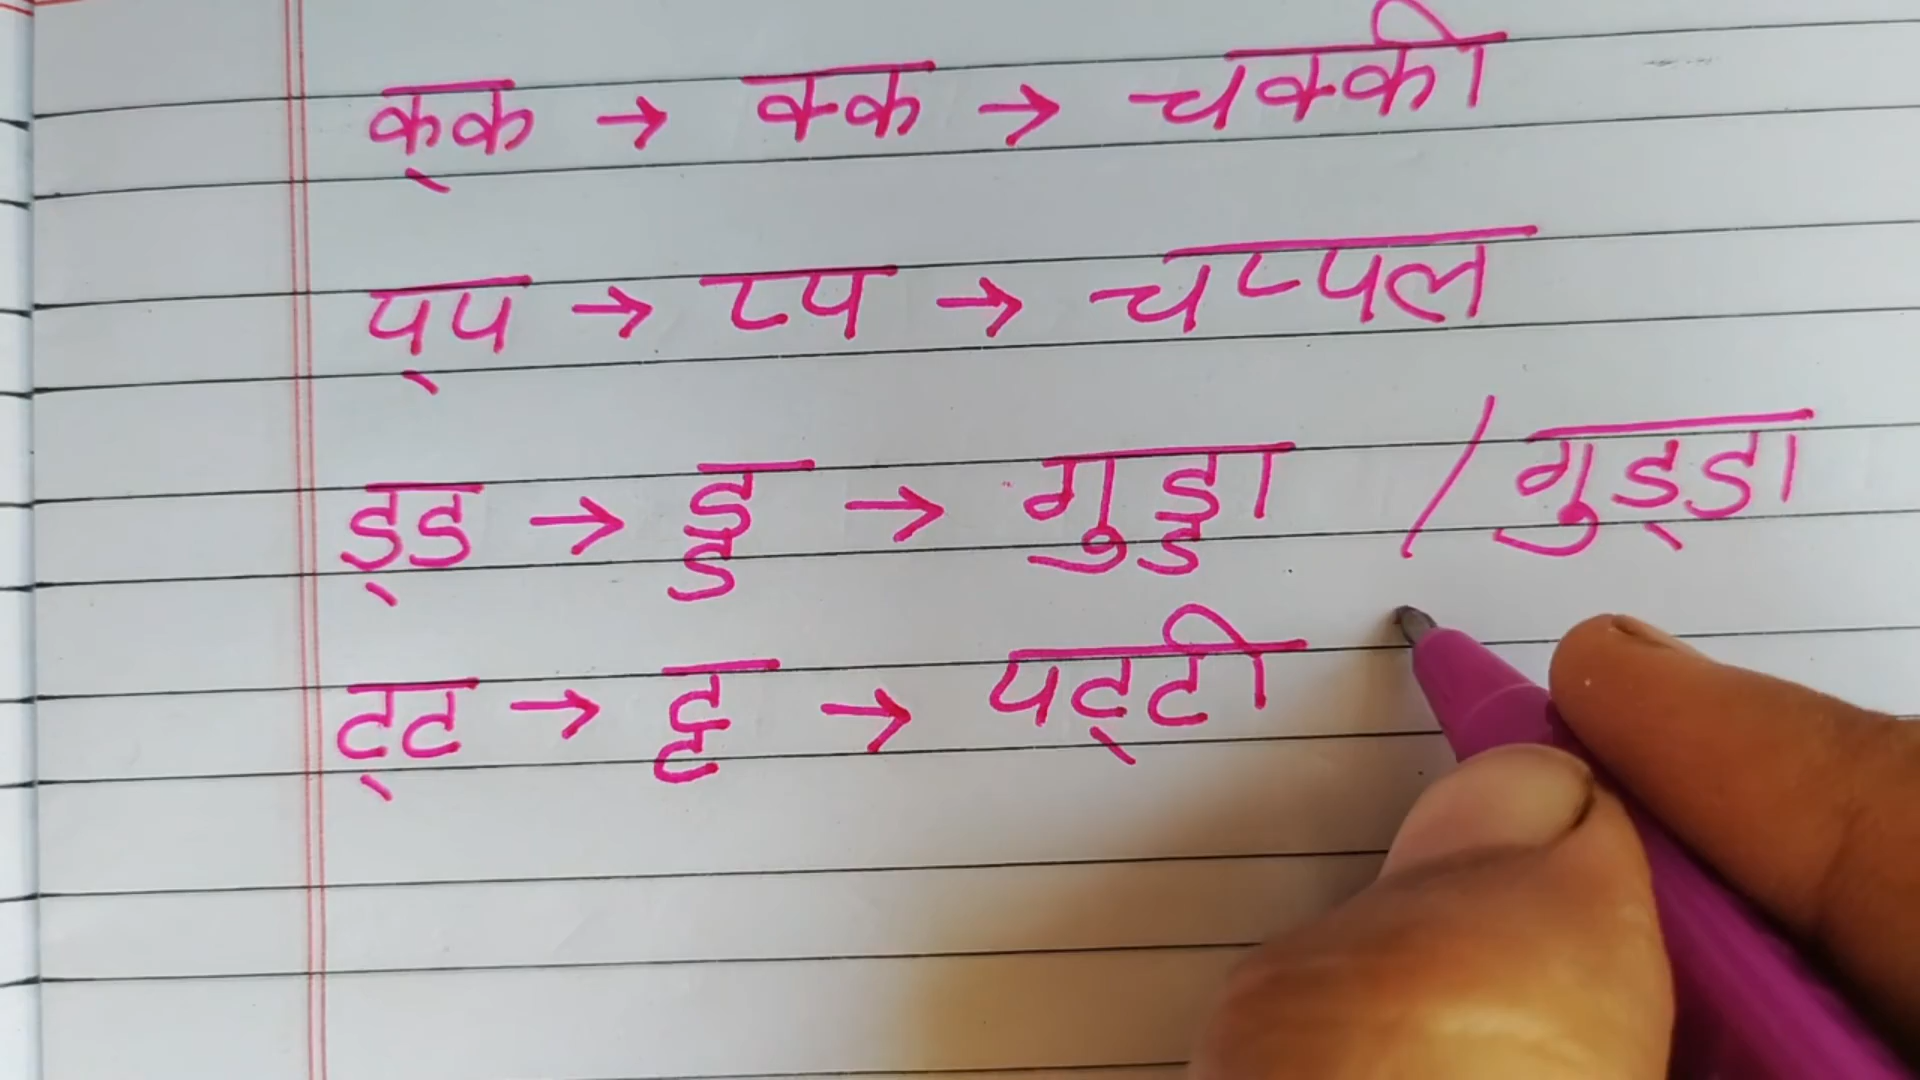 क्‌क → क्क → चक्की
प्‌प → प्प → चप्पल
ड्‌ड → ड्ड → गुड्डा / गुड्‌डा
ट्‌ट → ट्ट → पट्‌टी